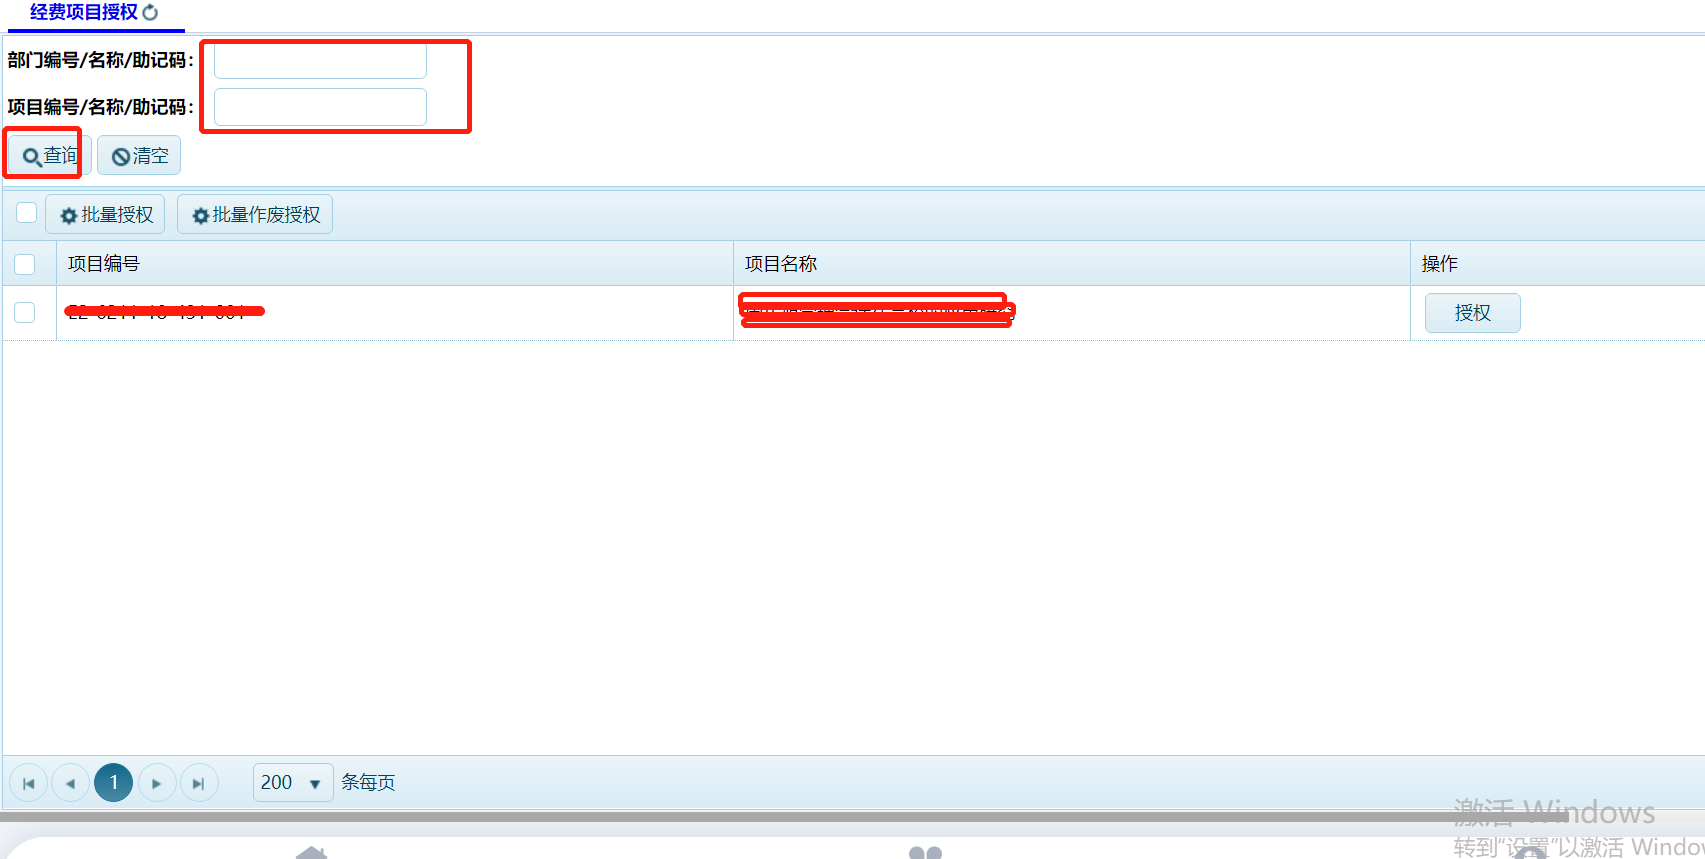 经费项目授权
部门编号/名称/助记码：
项目编号/名称/助记码：
查询 清空
批量授权 批量作废授权
项目编号 项目名称 操作
授权
1 200 条每页
激活 Windows
转到"设置"以激活 Windo